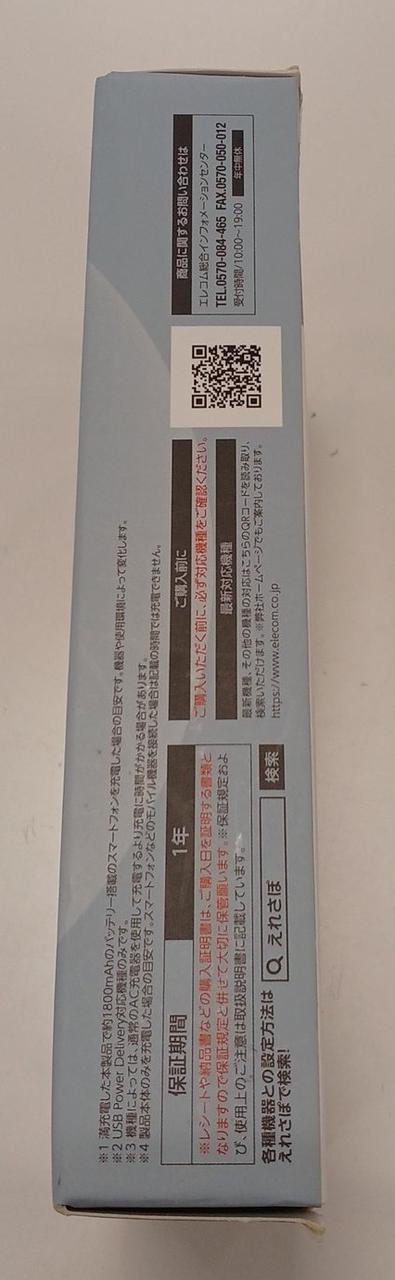 ※1 満充電した本製品で約1800mAhのバッテリー搭載のスマートフォンを充電した場合の目安です。機器や使用環境によって変化します。
※2 USB Power Delivery対応機種のみです。
※3 機種によっては、通常のAC充電器を使用して充電するより充電に時間がかかる場合があります。
※4 製品本体のみを充電した場合の目安です。スマートフォンなどのモバイル機器を接続した場合は記載の時間では充電できません。
保証期間 1年
※レシートや納品書などの購入証明書は、ご購入日を証明する書類と
なりますので保証規定と併せて大切に保管願います。※保証規定およ
び、使用上のご注意は取扱説明書に記載しています。
各種機器との設定方法は
えれさぽで検索!
えれさぽ 検索
ご購入前に
ご購入いただく前に、必ず対応機種をご確認ください。
最新対応機種
最新機種、その他の機種の対応はこちらのQRコードを読み取り、
検索いただけます。※弊社ホームページでもご案内しております。
https://www.elecom.co.jp
商品に関するお問い合わせは
エレコム総合インフォメーションセンター
TEL.0570-084-465 FAX.0570-050-012
受付時間/10:00～19:00 年中無休